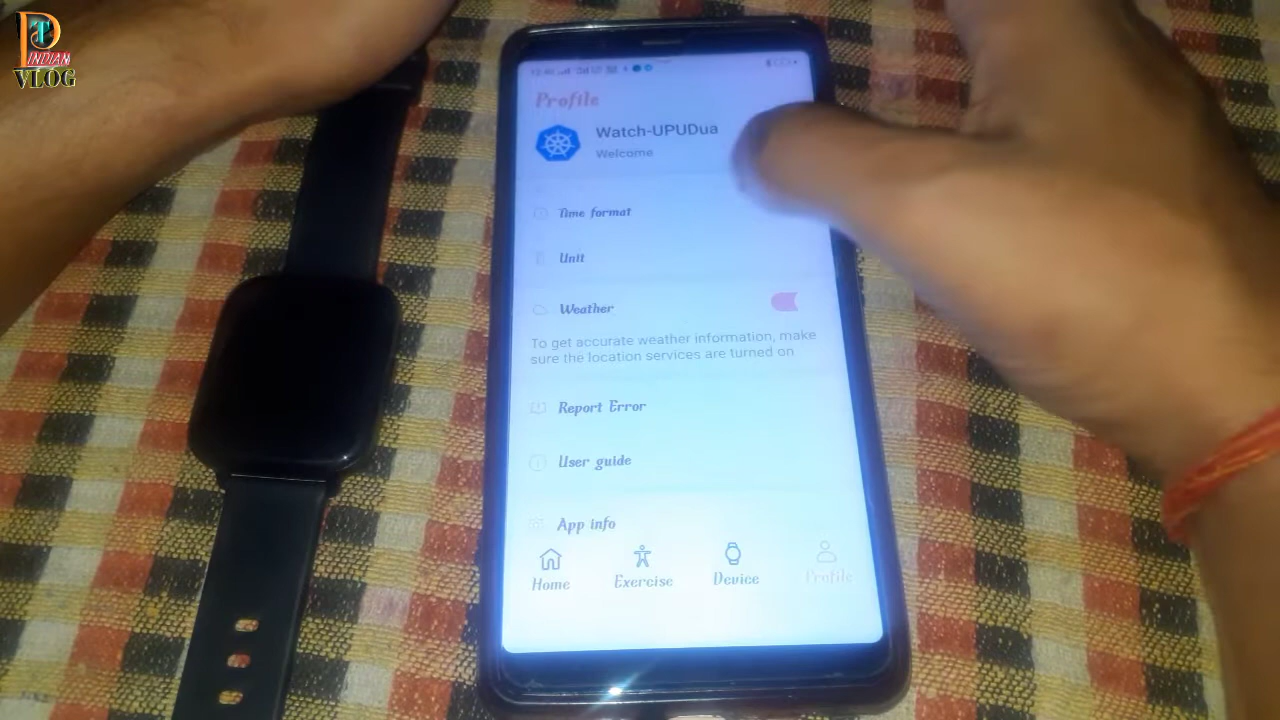 PT
INDIAN
VLOG
Profile
Watch-UPUDua
Welcome
Time format
Unit
Weather
To get accurate weather information, make
sure the location services are turned on
Report Error
User guide
App info
Home
Exercise
Device
Profile